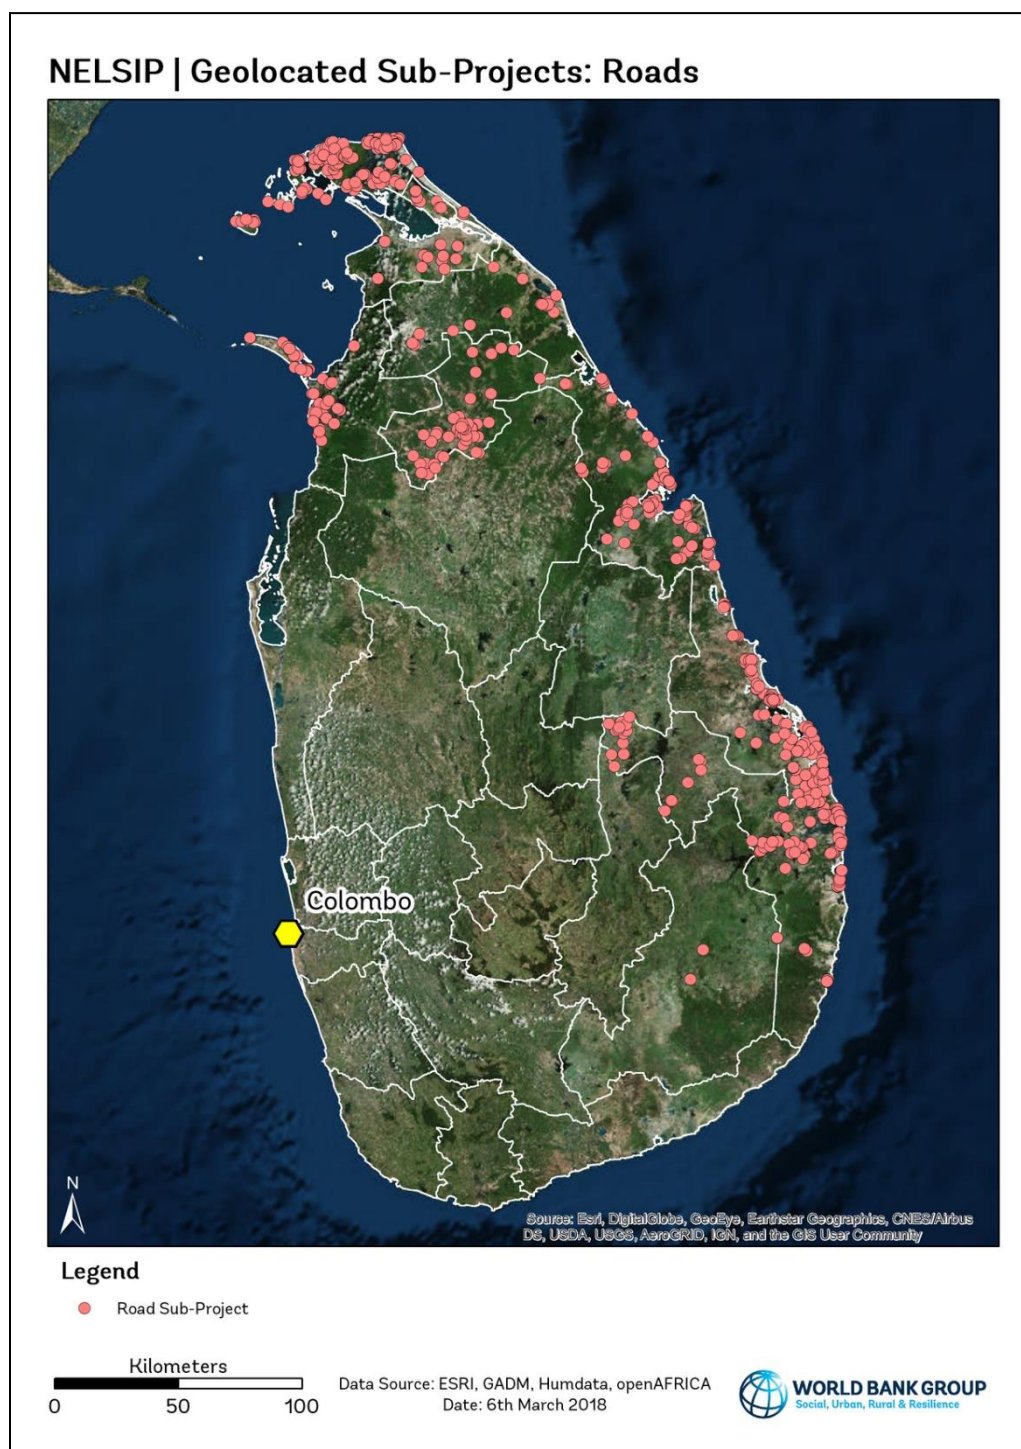 NELSIP | Geolocated Sub-Projects: Roads
Colombo
N
Source: Esri, DigitalGlobe, GeoEye, Earthstar Geographics, CNES/Airbus
DS, USDA, USGS, AeroGRID, IGN, and the GIS User Community
Legend
Road Sub-Project
Kilometers
0 50 100
Data Source: ESRI, GADM, Humdata, openAFRICA
Date: 6th March 2018
WORLD BANK GROUP
Social, Urban, Rural & Resilience